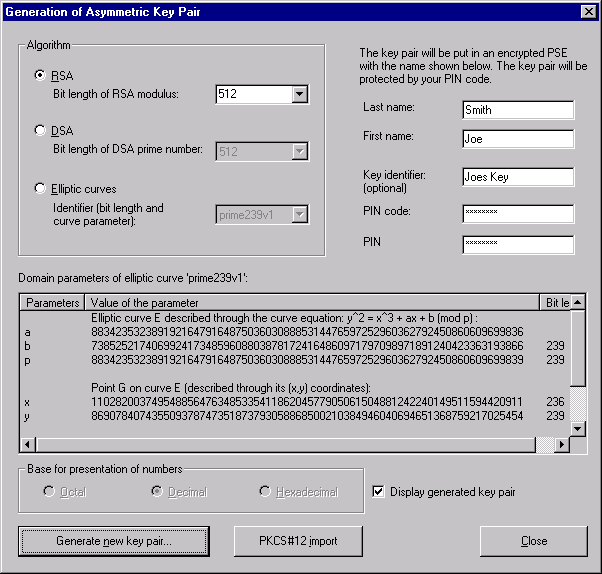 Generation of Asymmetric Key Pair
Algorithm
RSA
Bit length of RSA modulus:
512
DSA
Bit length of DSA prime number:
512
Elliptic curves
Identifier (bit length and
curve parameter):
prime239v1
The key pair will be put in an encrypted PSE
with the name shown below. The key pair will be
protected by your PIN code.
Last name:
Smith
First name:
Joe
Key identifier:
(optional)
Joes Key
PIN code:
********
PIN
********
Domain parameters of elliptic curve 'prime239v1':
Parameters Value of the parameter Bit le
Elliptic curve E described through the curve equation: y^2 = x^3 + ax + b (mod p) :
a 883423532389192164791648750360308885314476597252960362792450860609699836
b 738525217406992417348596088038781724164860971797098971891240423363193866 239
p 883423532389192164791648750360308885314476597252960362792450860609699839 239
Point G on curve E (described through its (x,y) coordinates):
x 110282003749548856476348533541186204577905061504881242240149511594420911 236
y 869078407435509378747351873793058868500210384946040694651368759217025454 239
Base for presentation of numbers
Octal
Decimal
Hexadecimal
Display generated key pair
Generate new key pair...
PKCS#12 import
Close